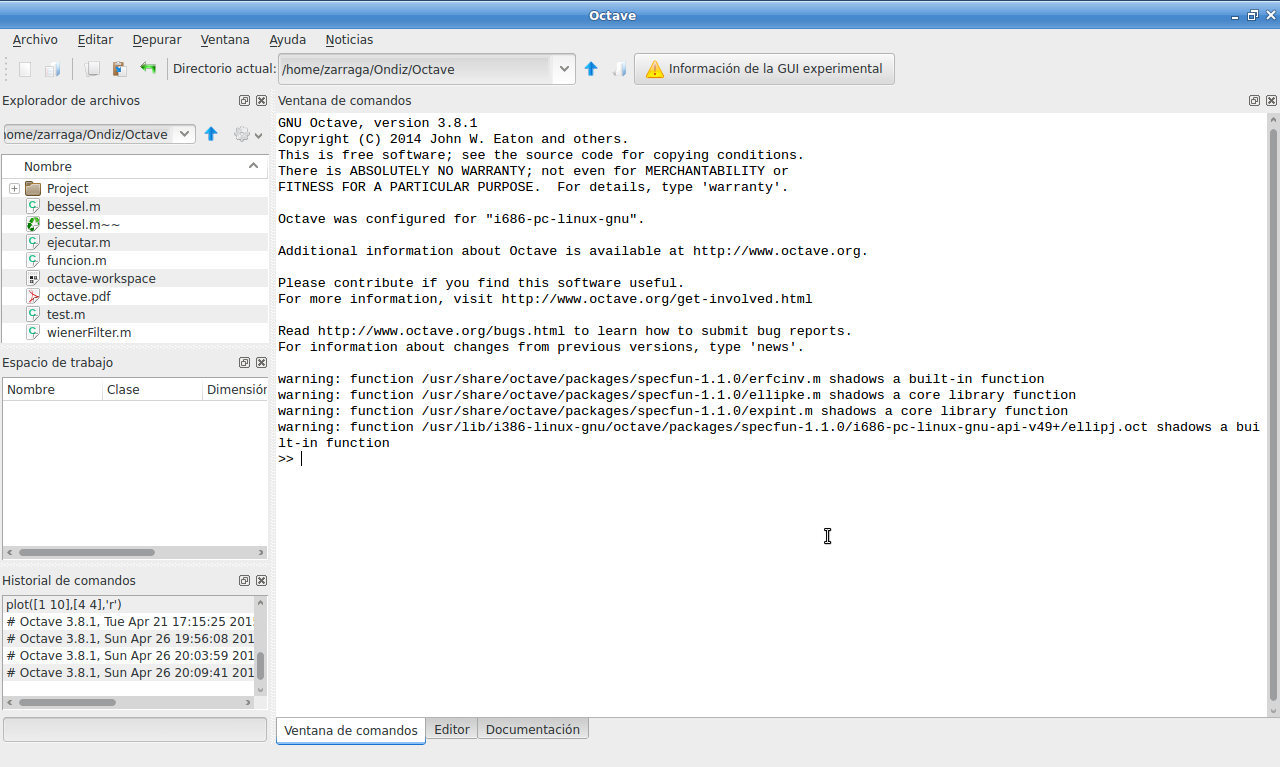 Octave
Archivo Editar Depurar Ventana Ayuda Noticias
Directorio actual: /home/zarraga/Ondiz/Octave Información de la GUI experimental
Explorador de archivos
home/zarraga/Ondiz/Octave
Nombre
Project
bessel.m
bessel.m~~
ejecutar.m
funcion.m
octave-workspace
octave.pdf
test.m
wienerFilter.m
Espacio de trabajo
Nombre Clase Dimensión
Historial de comandos
plot([1 10],[4 4],'r')
# Octave 3.8.1, Tue Apr 21 17:15:25 201
# Octave 3.8.1, Sun Apr 26 19:56:08 201
# Octave 3.8.1, Sun Apr 26 20:03:59 201
# Octave 3.8.1, Sun Apr 26 20:09:41 201
Ventana de comandos
GNU Octave, version 3.8.1
Copyright (C) 2014 John W. Eaton and others.
This is free software; see the source code for copying conditions.
There is ABSOLUTELY NO WARRANTY; not even for MERCHANTABILITY or
FITNESS FOR A PARTICULAR PURPOSE.  For details, type 'warranty'.
Octave was configured for "i686-pc-linux-gnu".
Additional information about Octave is available at http://www.octave.org.
Please contribute if you find this software useful.
For more information, visit http://www.octave.org/get-involved.html
Read http://www.octave.org/bugs.html to learn how to submit bug reports.
For information about changes from previous versions, type 'news'.
warning: function /usr/share/octave/packages/specfun-1.1.0/erfcinv.m shadows a built-in function
warning: function /usr/share/octave/packages/specfun-1.1.0/ellipke.m shadows a core library function
warning: function /usr/share/octave/packages/specfun-1.1.0/expint.m shadows a core library function
warning: function /usr/lib/i386-linux-gnu/octave/packages/specfun-1.1.0/i686-pc-linux-gnu-api-v49+/ellipj.oct shadows a bui
lt-in function
>>
Ventana de comandos Editor Documentación